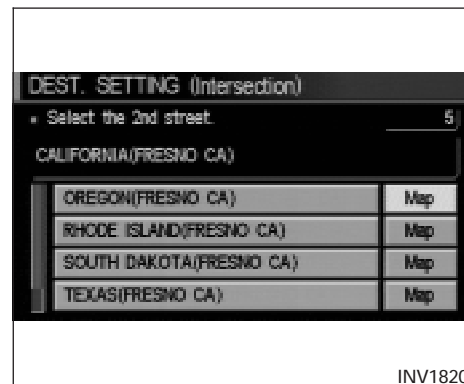 DEST. SETTING (Intersection)
Select the 2nd street. 5
CALIFORNIA(FRESNO CA)
OREGON(FRESNO CA) Map
RHODE ISLAND(FRESNO CA) Map
SOUTH DAKOTA(FRESNO CA) Map
TEXAS(FRESNO CA) Map
INV1820